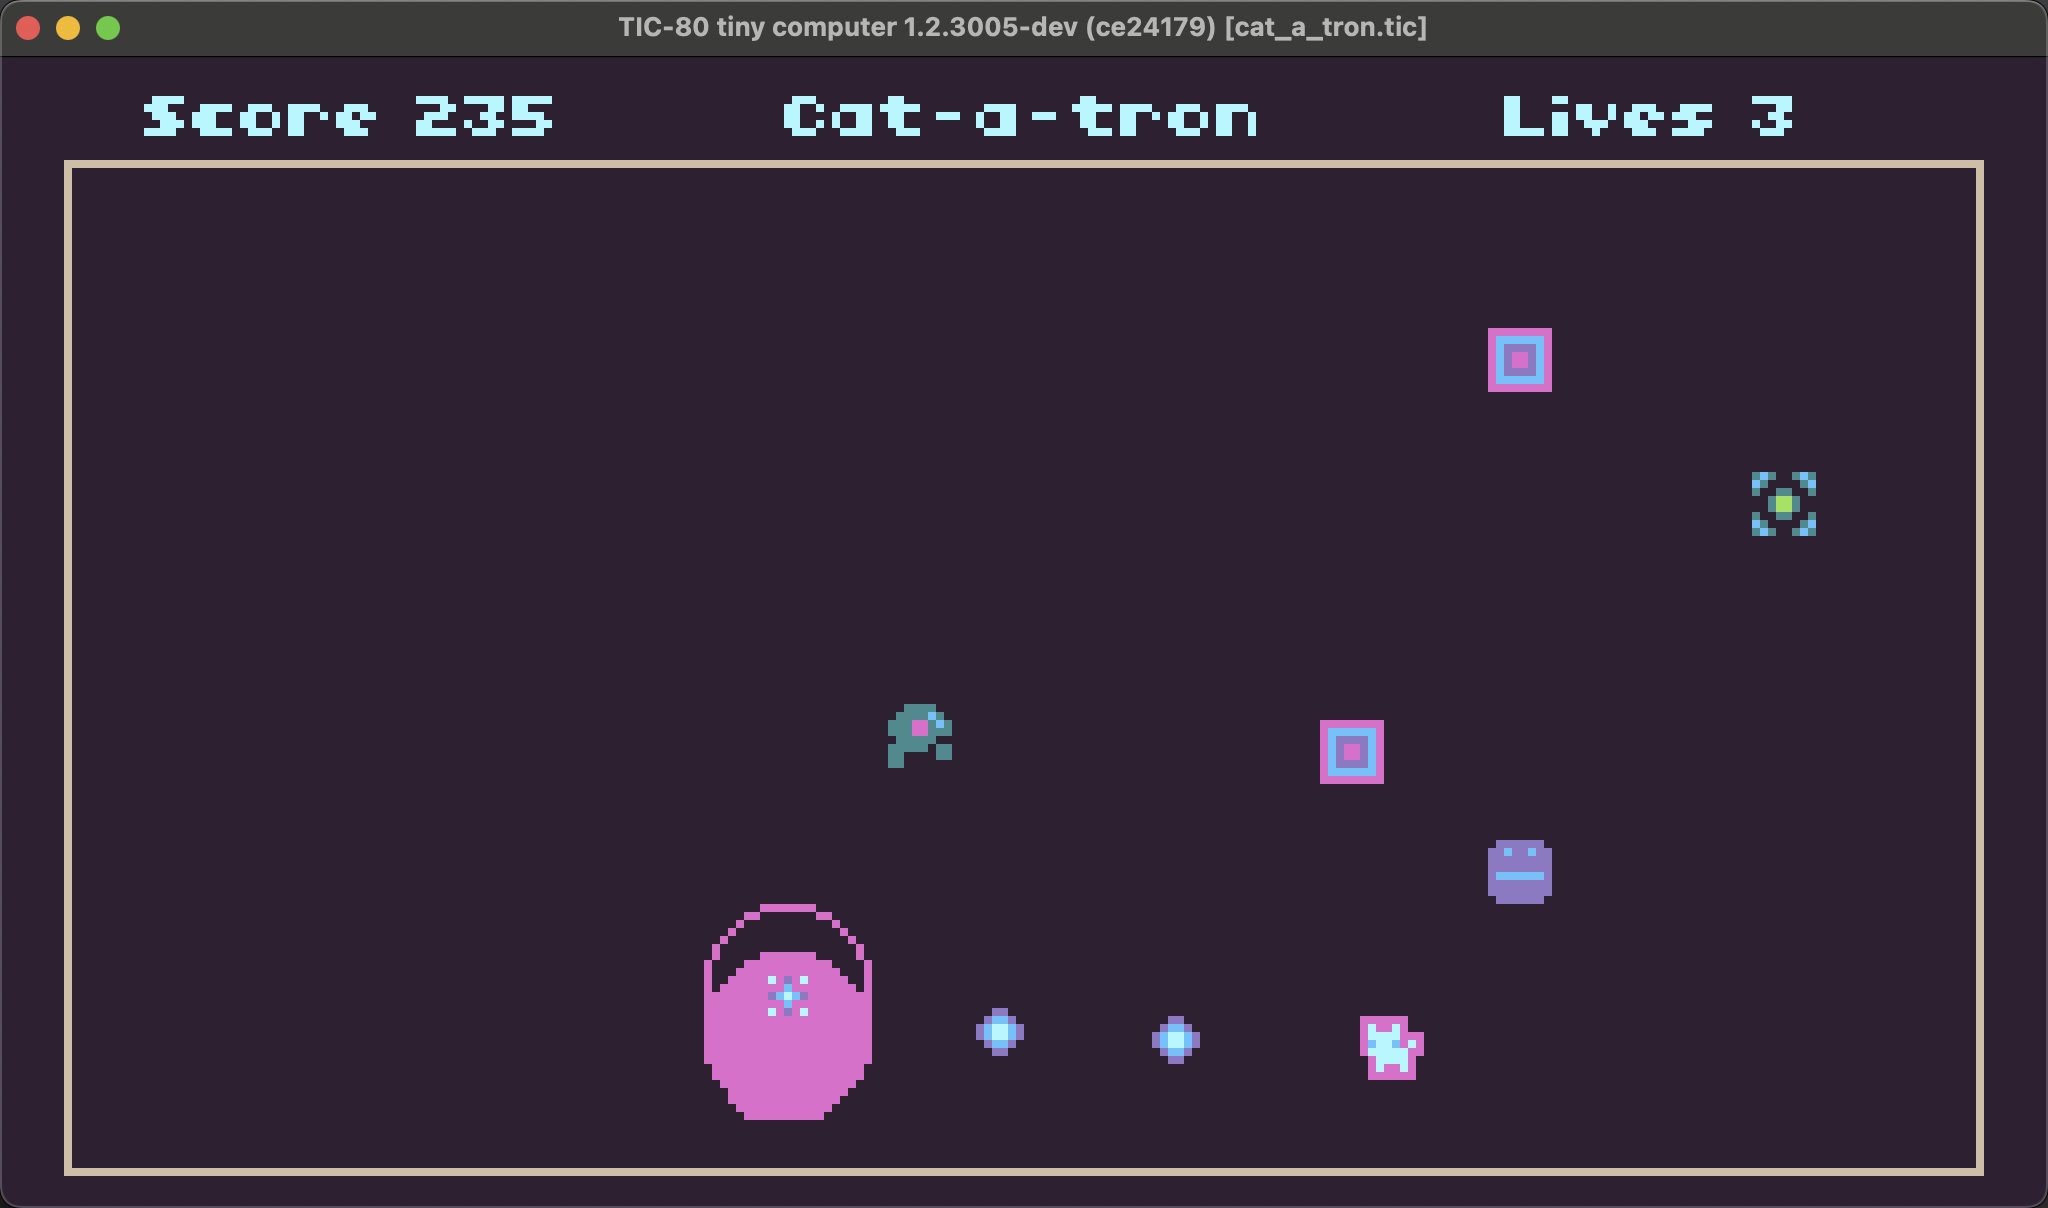 TIC-80 tiny computer 1.2.3005-dev (ce24179) [cat_a_tron.tic]
Score 235 Cat-a-tron Lives 3